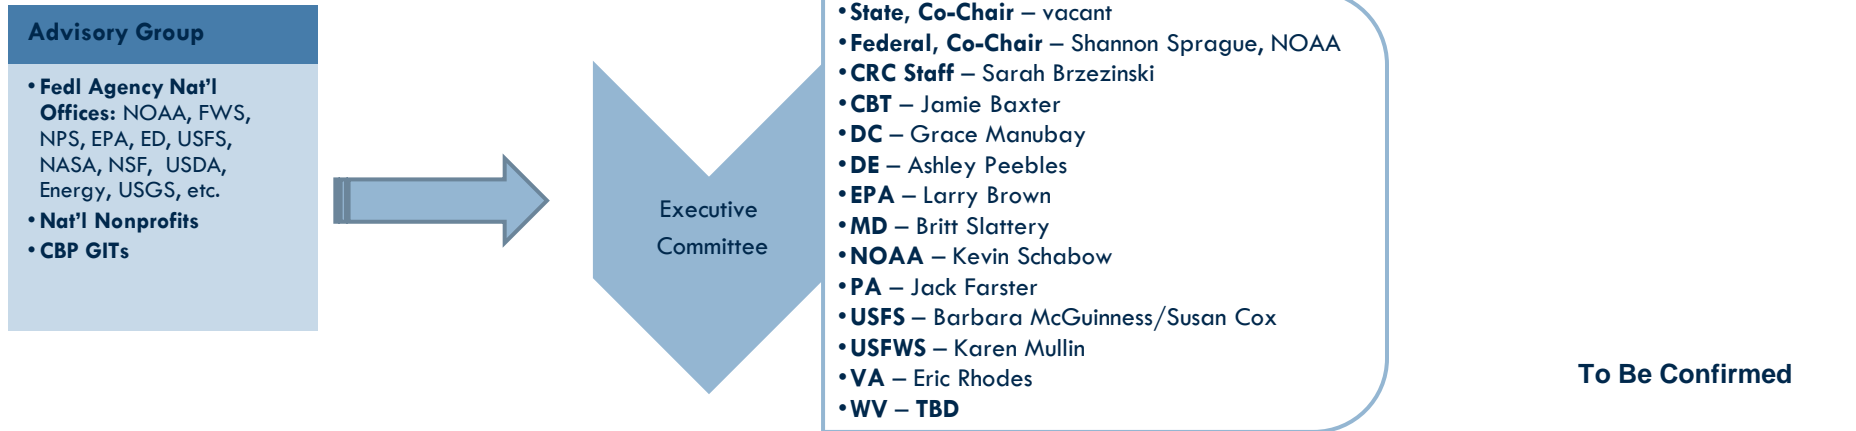 Advisory Group
•Fedl Agency Nat'l
Offices: NOAA, FWS,
NPS, EPA, ED, USFS,
NASA, NSF, USDA,
Energy, USGS, etc.
•Nat'l Nonprofits
•CBP GITs
Executive
Committee
•State, Co-Chair – vacant
•Federal, Co-Chair – Shannon Sprague, NOAA
•CRC Staff – Sarah Brzezinski
•CBT – Jamie Baxter
•DC – Grace Manubay
•DE – Ashley Peebles
•EPA – Larry Brown
•MD – Britt Slattery
•NOAA – Kevin Schabow
•PA – Jack Farster
•USFS – Barbara McGuinness/Susan Cox
•USFWS – Karen Mullin
•VA – Eric Rhodes
•WV – TBD
To Be Confirmed